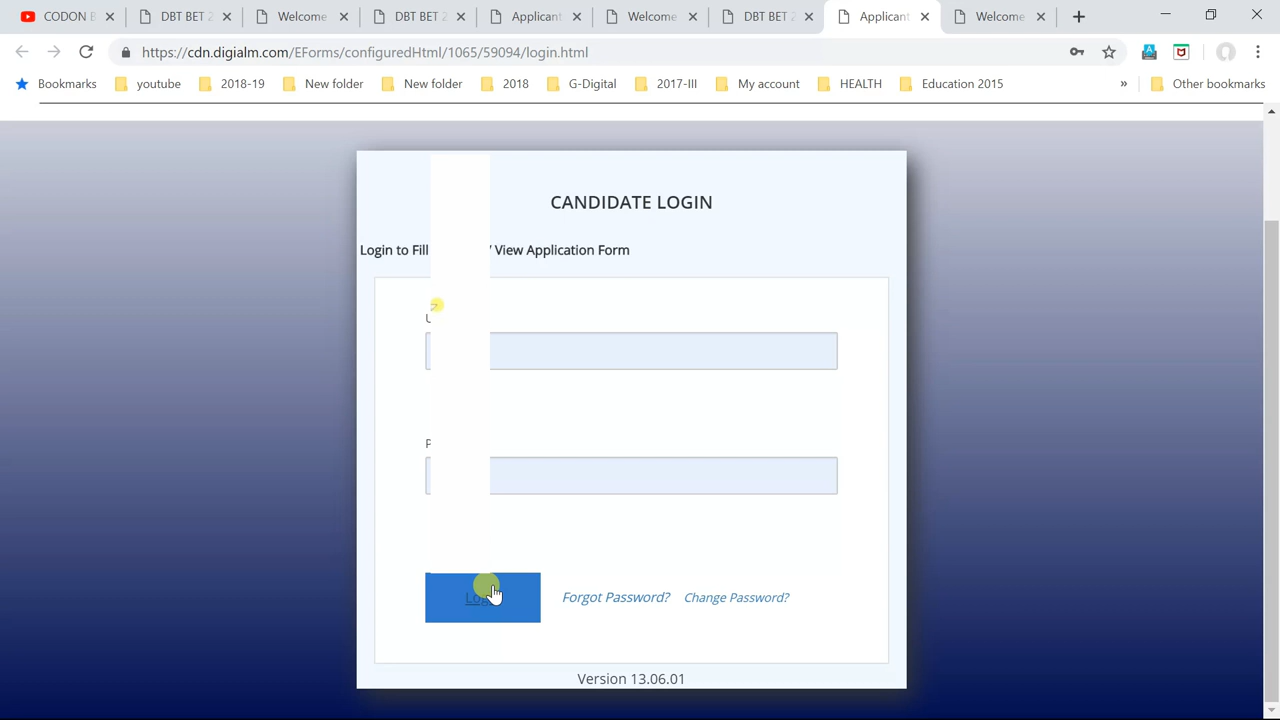 CODON B
DBT BET 2
Welcome
DBT BET 2
Applicant
Welcome
DBT BET 2
Applicant
Welcome
https://cdn.digialm.com/EForms/configuredHtml/1065/59094/login.html
Bookmarks youtube 2018-19 New folder New folder 2018 G-Digital 2017-III My account HEALTH Education 2015 » Other bookmarks
CANDIDATE LOGIN
Login to Fill / View Application Form
U
P
Forgot Password? Change Password?
Version 13.06.01